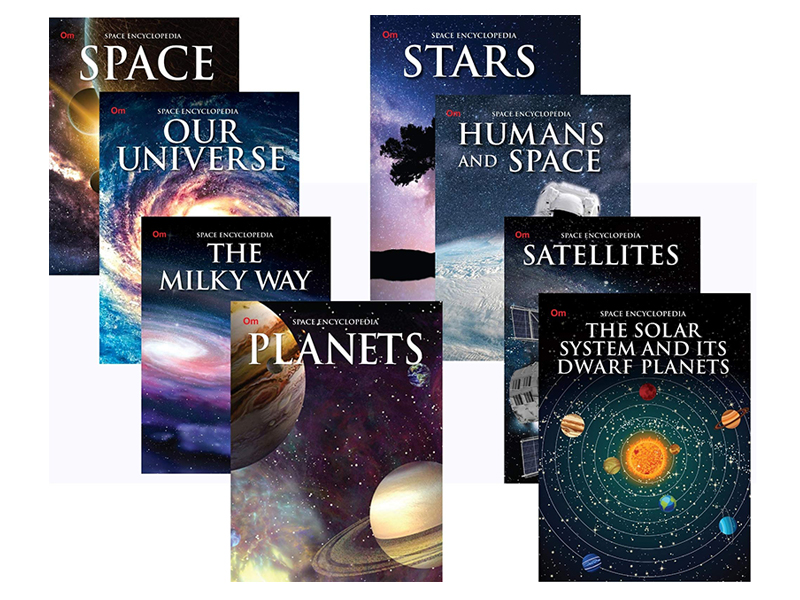 Om SPACE ENCYCLOPEDIA
SPACE
Om SPACE ENCYCLOPEDIA
OUR
UNIVERSE
Om SPACE ENCYCLOPEDIA
THE
MILKY WAY
Om SPACE ENCYCLOPEDIA
PLANETS
Om SPACE ENCYCLOPEDIA
STARS
Om SPACE ENCYCLOPEDIA
HUMANS
AND SPACE
Om SPACE ENCYCLOPEDIA
SATELLITES
Om SPACE ENCYCLOPEDIA
THE SOLAR
SYSTEM AND ITS
DWARF PLANETS